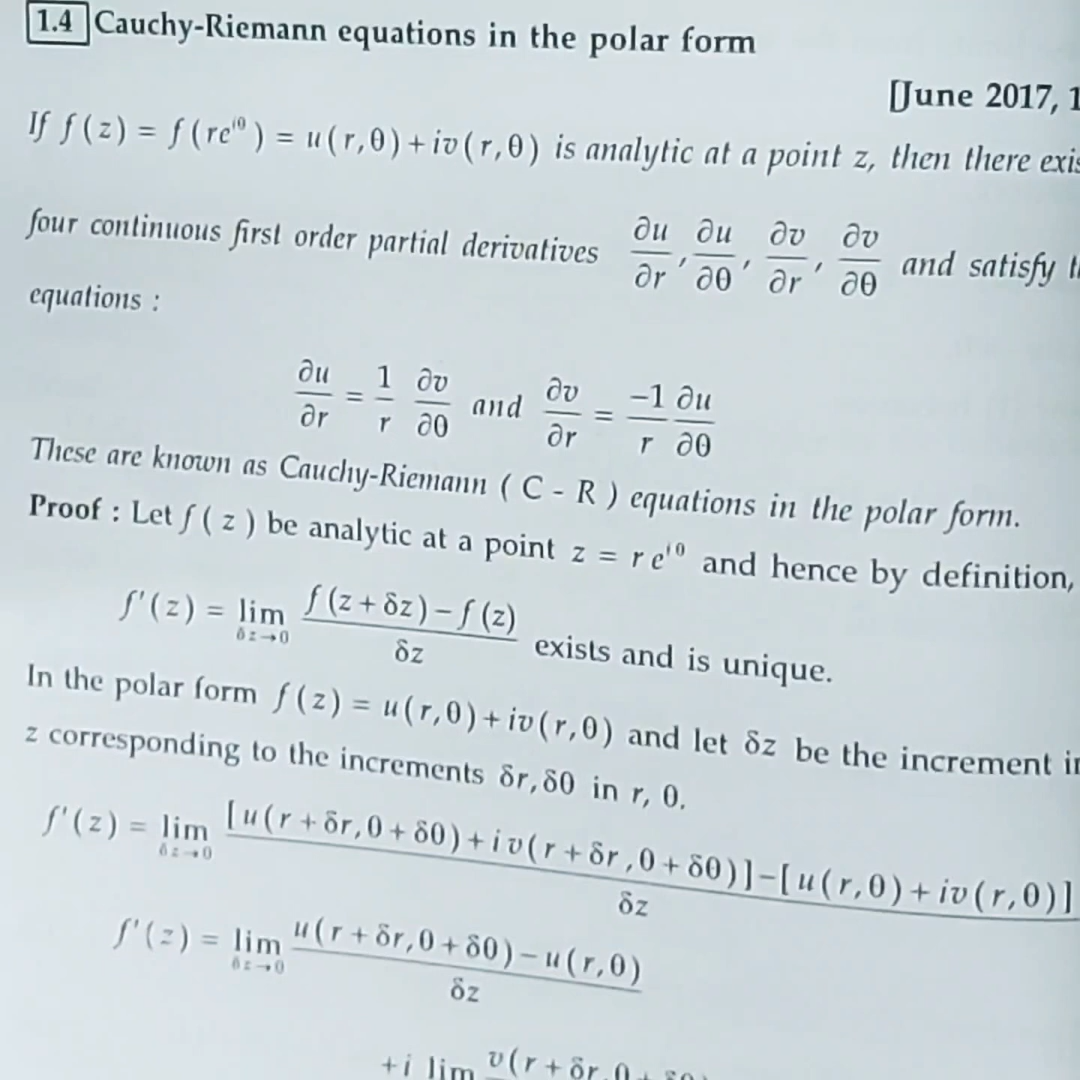 1.4 Cauchy-Riemann equations in the polar form
[June 2017, 1
If f(z) = f(re^{iθ}) = u(r,θ)+iv(r,θ) is analytic at a point z, then there exis
four continuous first order partial derivatives ∂u/∂r, ∂u/∂θ, ∂v/∂r, ∂v/∂θ and satisfy t
equations :
∂u/∂r = 1/r ∂v/∂θ and ∂v/∂r = -1/r ∂u/∂θ
These are known as Cauchy-Riemann ( C - R ) equations in the polar form.
Proof : Let f ( z ) be analytic at a point z = r e^{iθ} and hence by definition,
f'(z) = lim_{δz→0} (f(z+δz)−f(z))/δz exists and is unique.
In the polar form f(z) = u(r,θ)+iv(r,θ) and let δz be the increment in
z corresponding to the increments δr,δθ in r, θ.
f'(z) = lim_{δz→0} ([u(r+δr,θ+δθ)+iv(r+δr,θ+δθ)]−[u(r,θ)+iv(r,θ)])/δz
f'(z) = lim_{δz→0} (u(r+δr,θ+δθ)−u(r,θ))/δz
+i lim v(r+δr,θ+δθ)